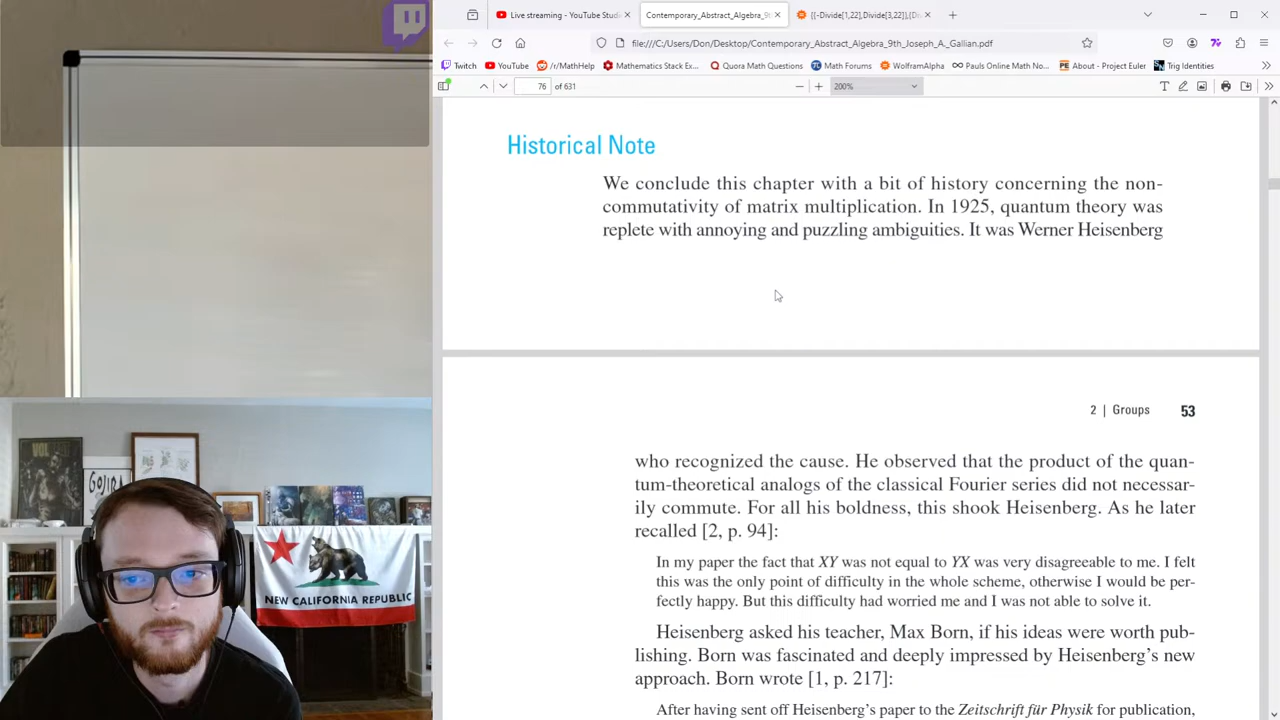 Live streaming - YouTube Studi
Contemporary_Abstract_Algebra_9t
{{-Divide[1,22],Divide[3,22]},{Di
file:///C:/Users/Don/Desktop/Contemporary_Abstract_Algebra_9th_Joseph_A._Gallian.pdf
Twitch YouTube /r/MathHelp Mathematics Stack Ex... Quora Math Questions Math Forums WolframAlpha Pauls Online Math No... About - Project Euler Trig Identities
76 of 631
200%
Historical Note
We conclude this chapter with a bit of history concerning the non-
commutativity of matrix multiplication. In 1925, quantum theory was
replete with annoying and puzzling ambiguities. It was Werner Heisenberg
2 | Groups 53
who recognized the cause. He observed that the product of the quan-
tum-theoretical analogs of the classical Fourier series did not necessar-
ily commute. For all his boldness, this shook Heisenberg. As he later
recalled [2, p. 94]:
In my paper the fact that XY was not equal to YX was very disagreeable to me. I felt
this was the only point of difficulty in the whole scheme, otherwise I would be per-
fectly happy. But this difficulty had worried me and I was not able to solve it.
Heisenberg asked his teacher, Max Born, if his ideas were worth pub-
lishing. Born was fascinated and deeply impressed by Heisenberg's new
approach. Born wrote [1, p. 217]:
After having sent off Heisenberg's paper to the Zeitschrift für Physik for publication,
VOL
GOJIRA
NEW CALIFORNIA REPUBLIC